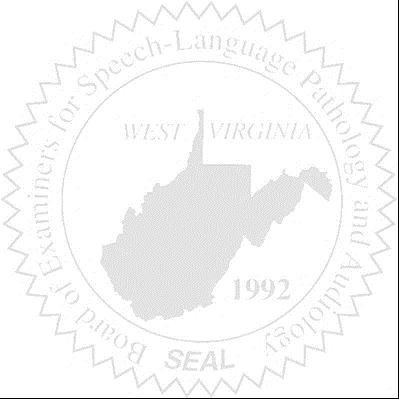 Board of Examiners for Speech-Language Pathology and Audiology
WEST VIRGINIA
1992
SEAL